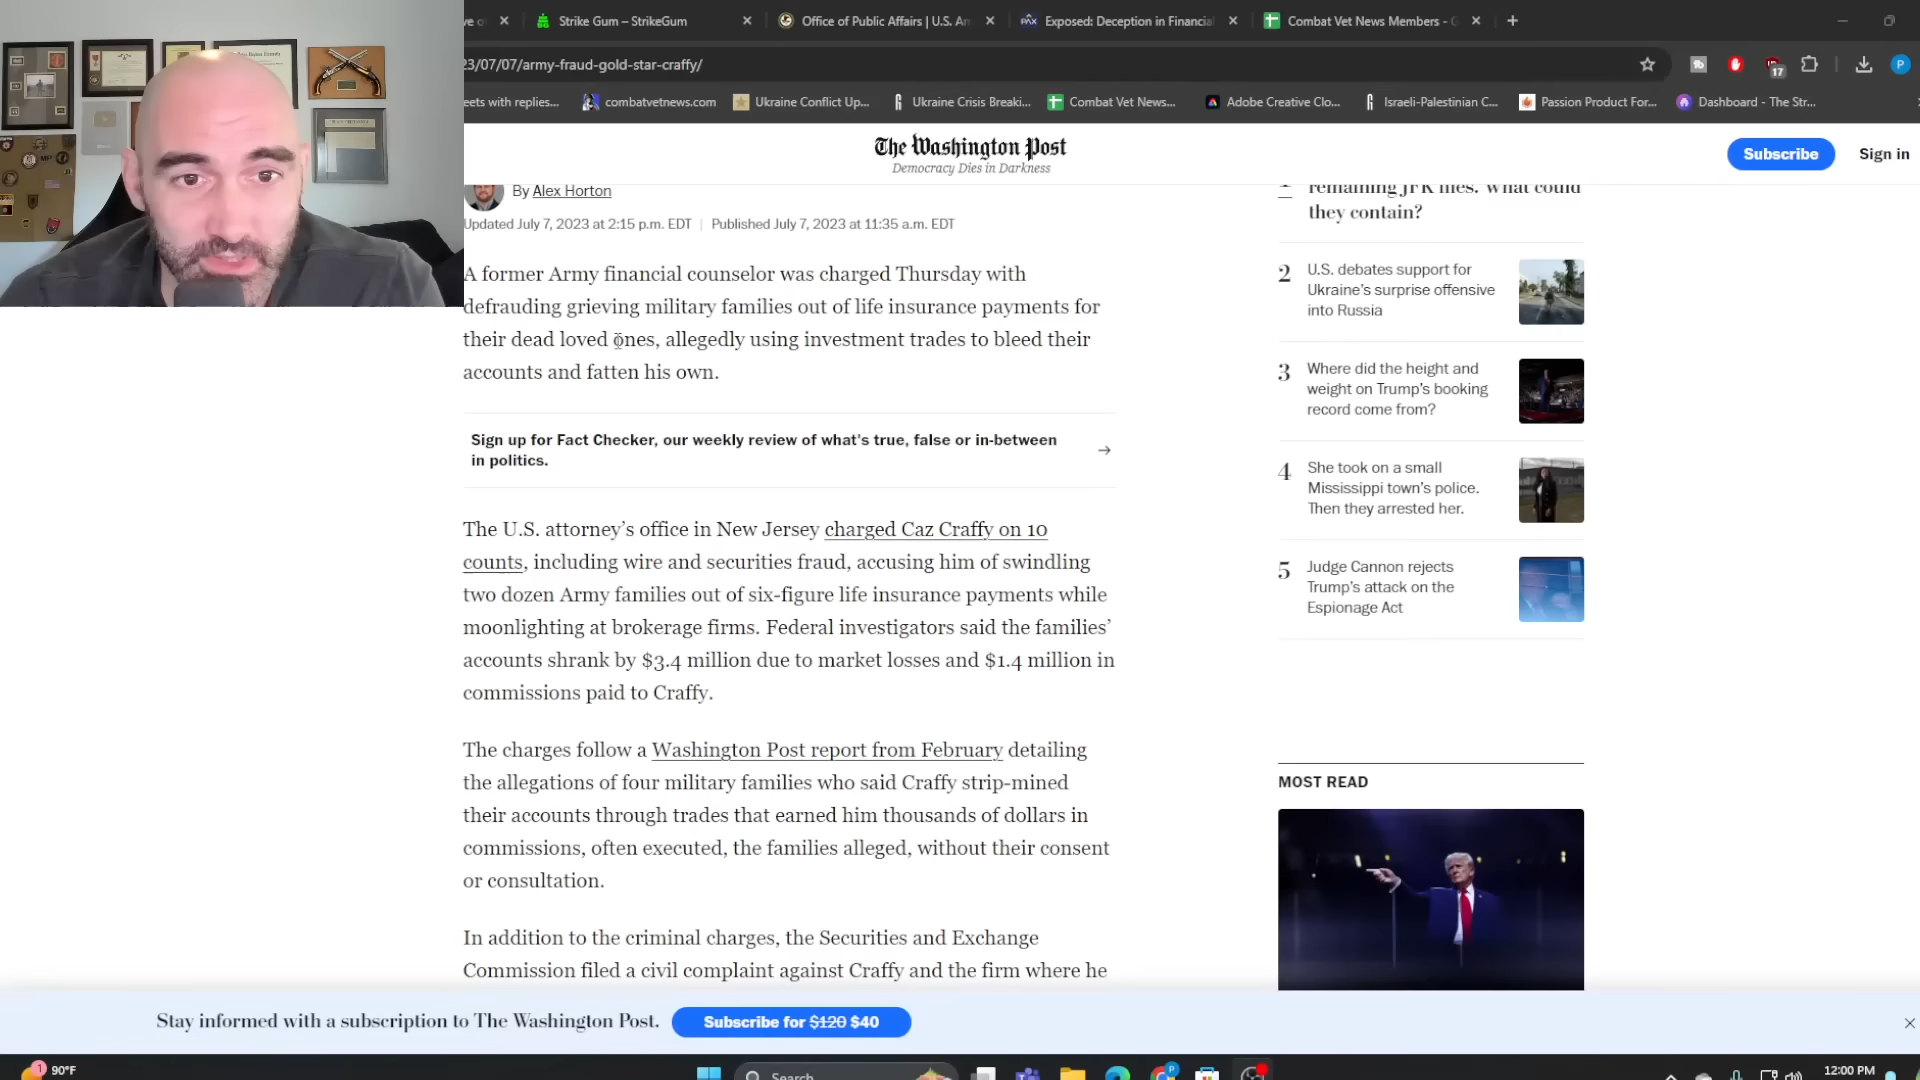 ve o
Strike Gum – StrikeGum
Office of Public Affairs | U.S. Ar
Exposed: Deception in Financial
Combat Vet News Members - G
23/07/07/army-fraud-gold-star-craffy/
17
P
eets with replies...
combatvetnews.com
Ukraine Conflict Up...
Ukraine Crisis Breaki...
Combat Vet News...
Adobe Creative Clo...
Israeli-Palestinian C...
Passion Product For...
Dashboard - The Str...
The Washington Post
Democracy Dies in Darkness
Subscribe
Sign in
By Alex Horton
Updated July 7, 2023 at 2:15 p.m. EDT | Published July 7, 2023 at 11:35 a.m. EDT
A former Army financial counselor was charged Thursday with
defrauding grieving military families out of life insurance payments for
their dead loved ones, allegedly using investment trades to bleed their
accounts and fatten his own.
Sign up for Fact Checker, our weekly review of what's true, false or in-between
in politics.
The U.S. attorney's office in New Jersey charged Caz Craffy on 10
counts, including wire and securities fraud, accusing him of swindling
two dozen Army families out of six-figure life insurance payments while
moonlighting at brokerage firms. Federal investigators said the families'
accounts shrank by $3.4 million due to market losses and $1.4 million in
commissions paid to Craffy.
The charges follow a Washington Post report from February detailing
the allegations of four military families who said Craffy strip-mined
their accounts through trades that earned him thousands of dollars in
commissions, often executed, the families alleged, without their consent
or consultation.
In addition to the criminal charges, the Securities and Exchange
Commission filed a civil complaint against Craffy and the firm where he
remaining JFK files. What could
they contain?
2
U.S. debates support for
Ukraine's surprise offensive
into Russia
3
Where did the height and
weight on Trump's booking
record come from?
4
She took on a small
Mississippi town's police.
Then they arrested her.
5
Judge Cannon rejects
Trump's attack on the
Espionage Act
MOST READ
Stay informed with a subscription to The Washington Post.
Subscribe for $120 $40
1
90°F
Search
12:00 PM